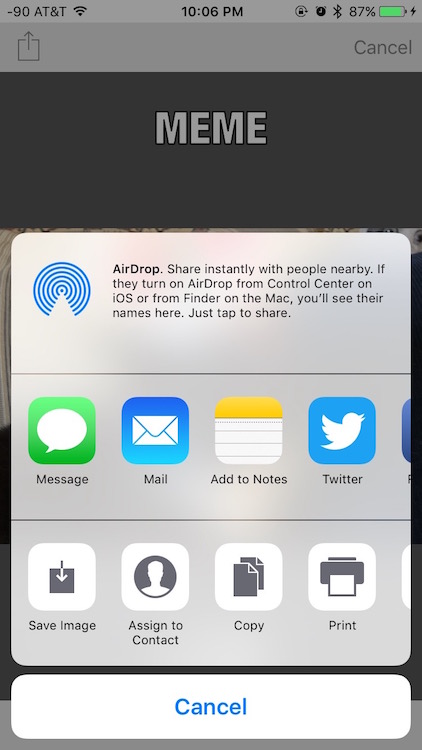 -90 AT&T 10:06 PM 87%
Cancel
MEME
AirDrop. Share instantly with people nearby. If
they turn on AirDrop from Control Center on
iOS or from Finder on the Mac, you’ll see their
names here. Just tap to share.
Message Mail Add to Notes Twitter
Save Image Assign to Copy Print
Contact
Cancel